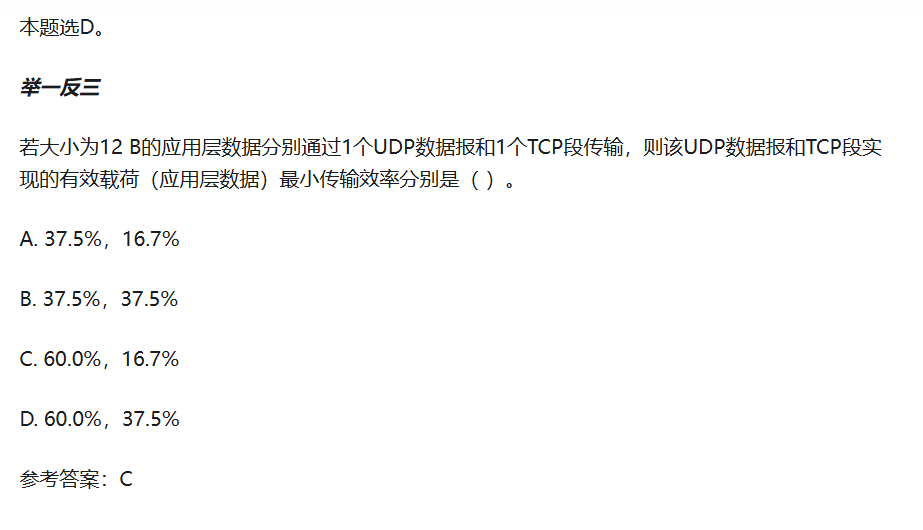 本题选D。
举一反三
若大小为12 B的应用层数据分别通过1个UDP数据报和1个TCP段传输，则该UDP数据报和TCP段实
现的有效载荷（应用层数据）最小传输效率分别是（ ）。
A. 37.5%，16.7%
B. 37.5%，37.5%
C. 60.0%，16.7%
D. 60.0%，37.5%
参考答案：C